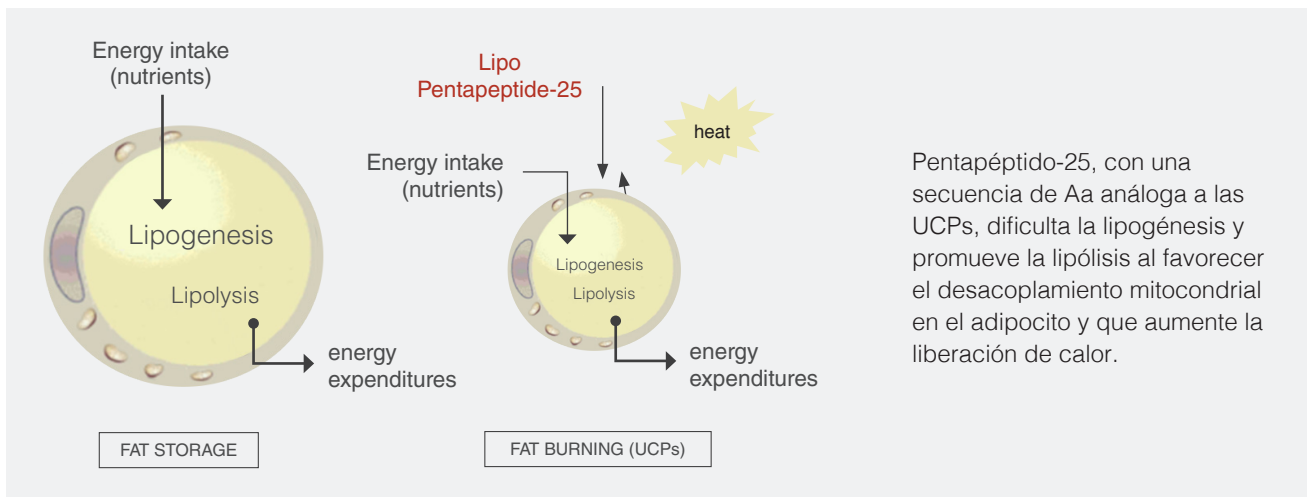 Energy intake
(nutrients)
Lipogenesis
Lipolysis
energy
expenditures
FAT STORAGE
Lipo
Pentapeptide-25
heat
Energy intake
(nutrients)
Lipogenesis
Lipolysis
energy
expenditures
FAT BURNING (UCPs)
Pentapéptido-25, con una
secuencia de Aa análoga a las
UCPs, dificulta la lipogénesis y
promueve la lipólisis al favorecer
el desacoplamiento mitocondrial
en el adipocito y que aumente la
liberación de calor.